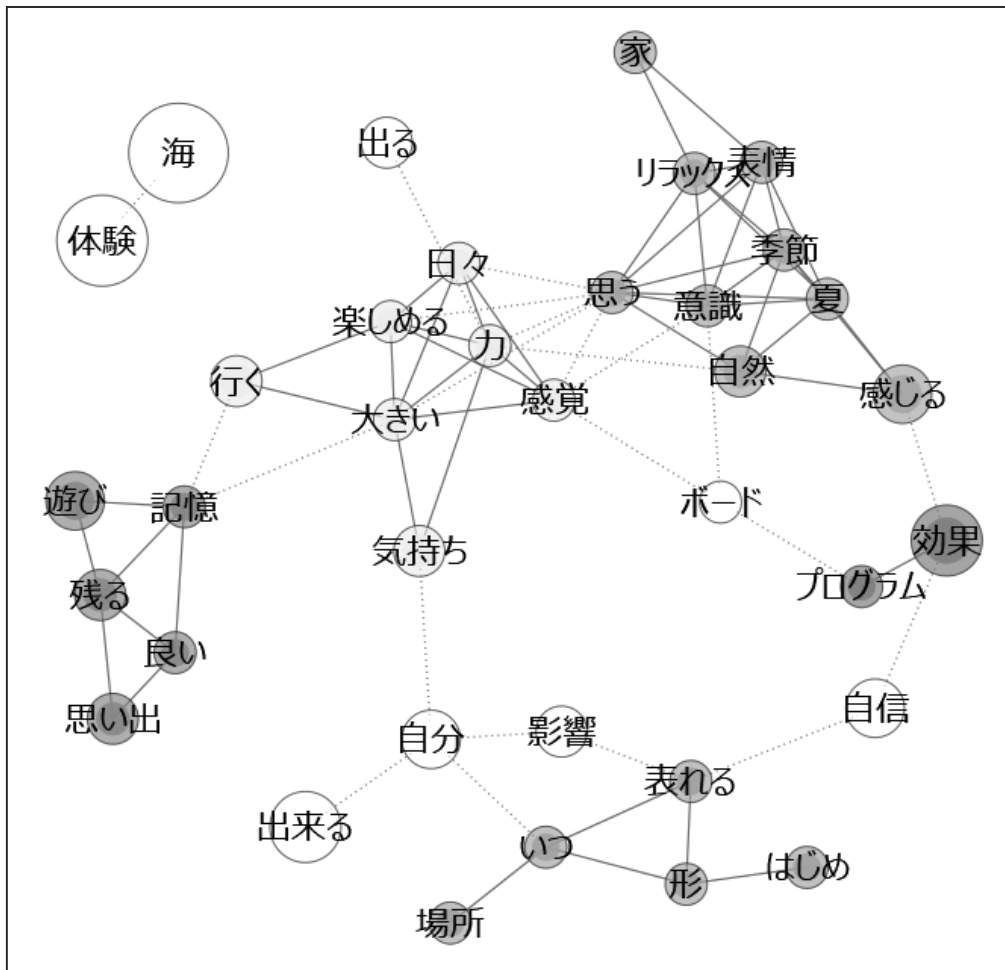 家
出る
海
表情
リラックス
体験
季節
日々
思う
意識
夏
楽しめる
力
自然
行く
感じる
感覚
大きい
遊び
記憶
ボード
効果
気持ち
プログラム
残る
良い
思い出
自信
自分
影響
表れる
出来る
いつ
はじめ
形
場所